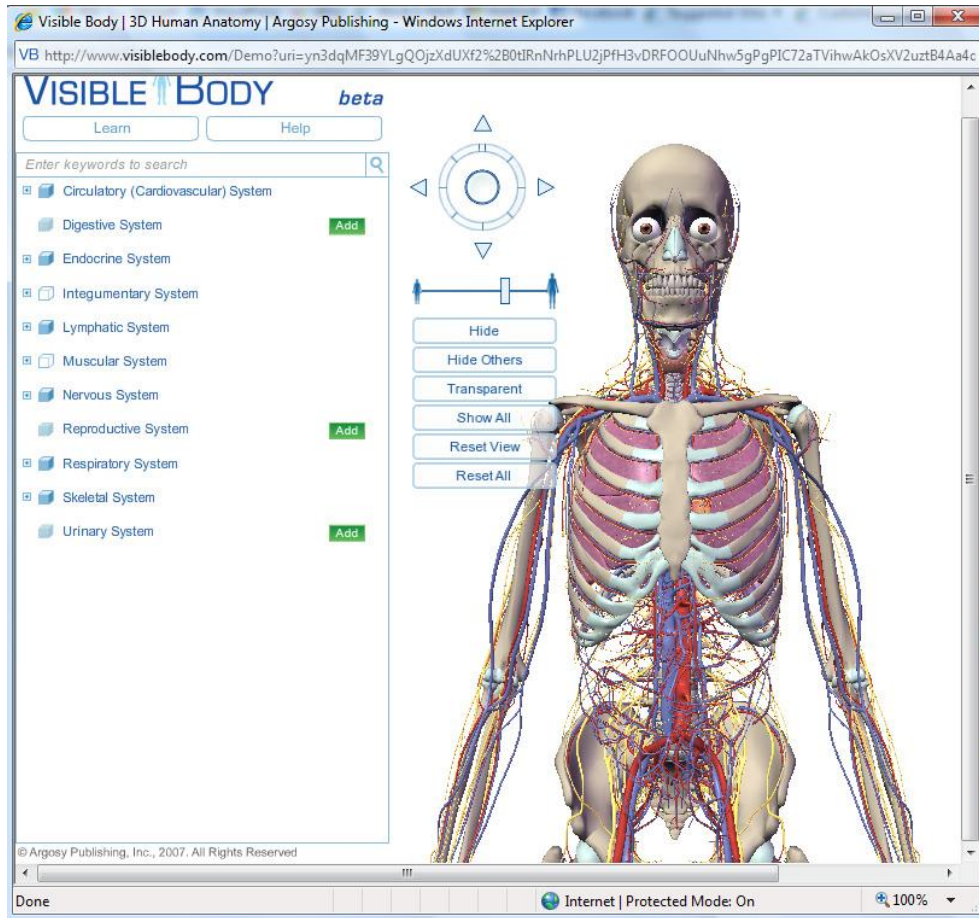 Visible Body | 3D Human Anatomy | Argosy Publishing - Windows Internet Explorer
VB http://www.visiblebody.com/Demo?uri=yn3dqMF39YLgQOjzXdUXf2%2B0tIRnNrhPLU2jPfH3vDRFOOUuNhw5gPgPIC72aTVihwAkOsXV2uztB4Aa4c
VISIBLE BODY beta
Learn Help
Enter keywords to search
Circulatory (Cardiovascular) System
Digestive System Add
Endocrine System
Integumentary System
Lymphatic System
Muscular System
Nervous System
Reproductive System Add
Respiratory System
Skeletal System
Urinary System Add
Hide
Hide Others
Transparent
Show All
Reset View
Reset All
© Argosy Publishing, Inc., 2007. All Rights Reserved
Done Internet | Protected Mode: On 100%